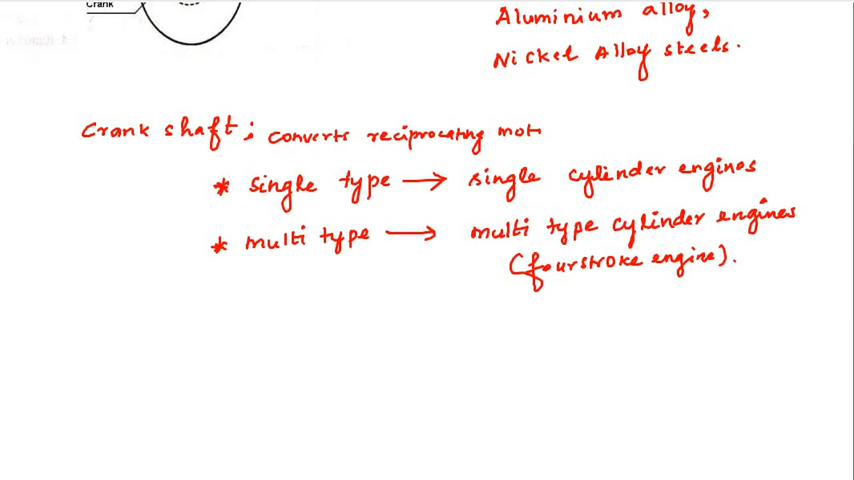 Crank
Aluminium alloy,
Nickel Alloy steels.
Crank shaft; converts reciprocating mot
* single type → single cylinder engines
* multi type → multi type cylinder engines
(fourstroke engine).